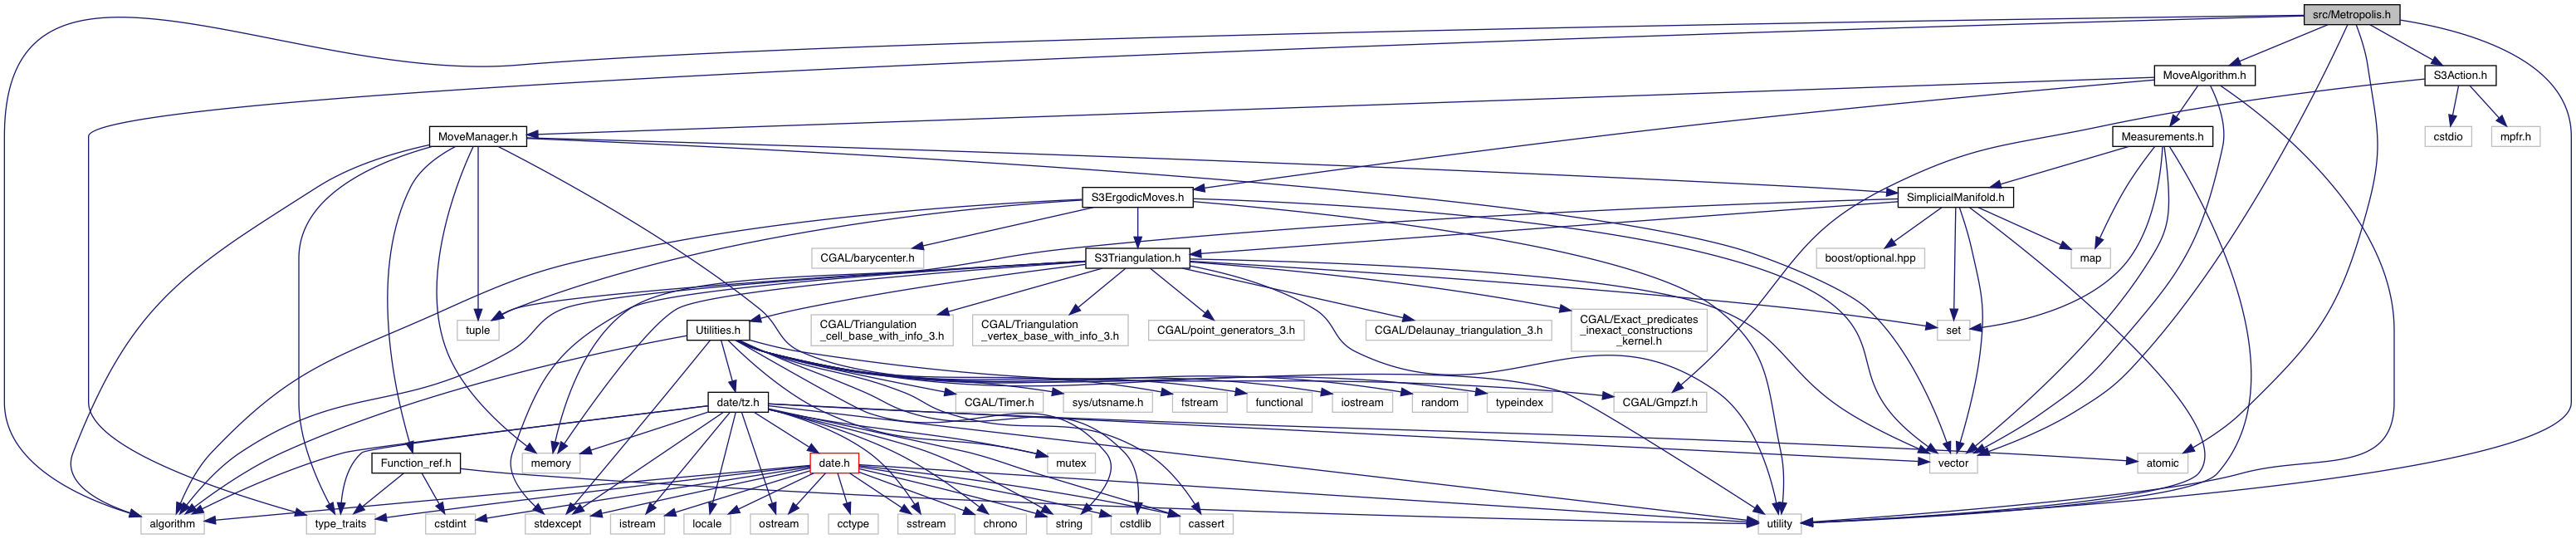 src/Metropolis.h
MoveAlgorithm.h
S3Action.h
MoveManager.h
Measurements.h
cstdio
mpfr.h
S3ErgodicMoves.h
SimplicialManifold.h
CGAL/barycenter.h
S3Triangulation.h
boost/optional.hpp
map
tuple
Utilities.h
CGAL/Triangulation
_cell_base_with_info_3.h
CGAL/Triangulation
_vertex_base_with_info_3.h
CGAL/point_generators_3.h
CGAL/Delaunay_triangulation_3.h
CGAL/Exact_predicates
_inexact_constructions
_kernel.h
set
date/tz.h
CGAL/Timer.h
sys/utsname.h
fstream
functional
iostream
random
typeindex
CGAL/Gmpzf.h
Function_ref.h
memory
date.h
mutex
vector
atomic
algorithm
type_traits
cstdint
stdexcept
istream
locale
ostream
cctype
sstream
chrono
string
cstdlib
cassert
utility